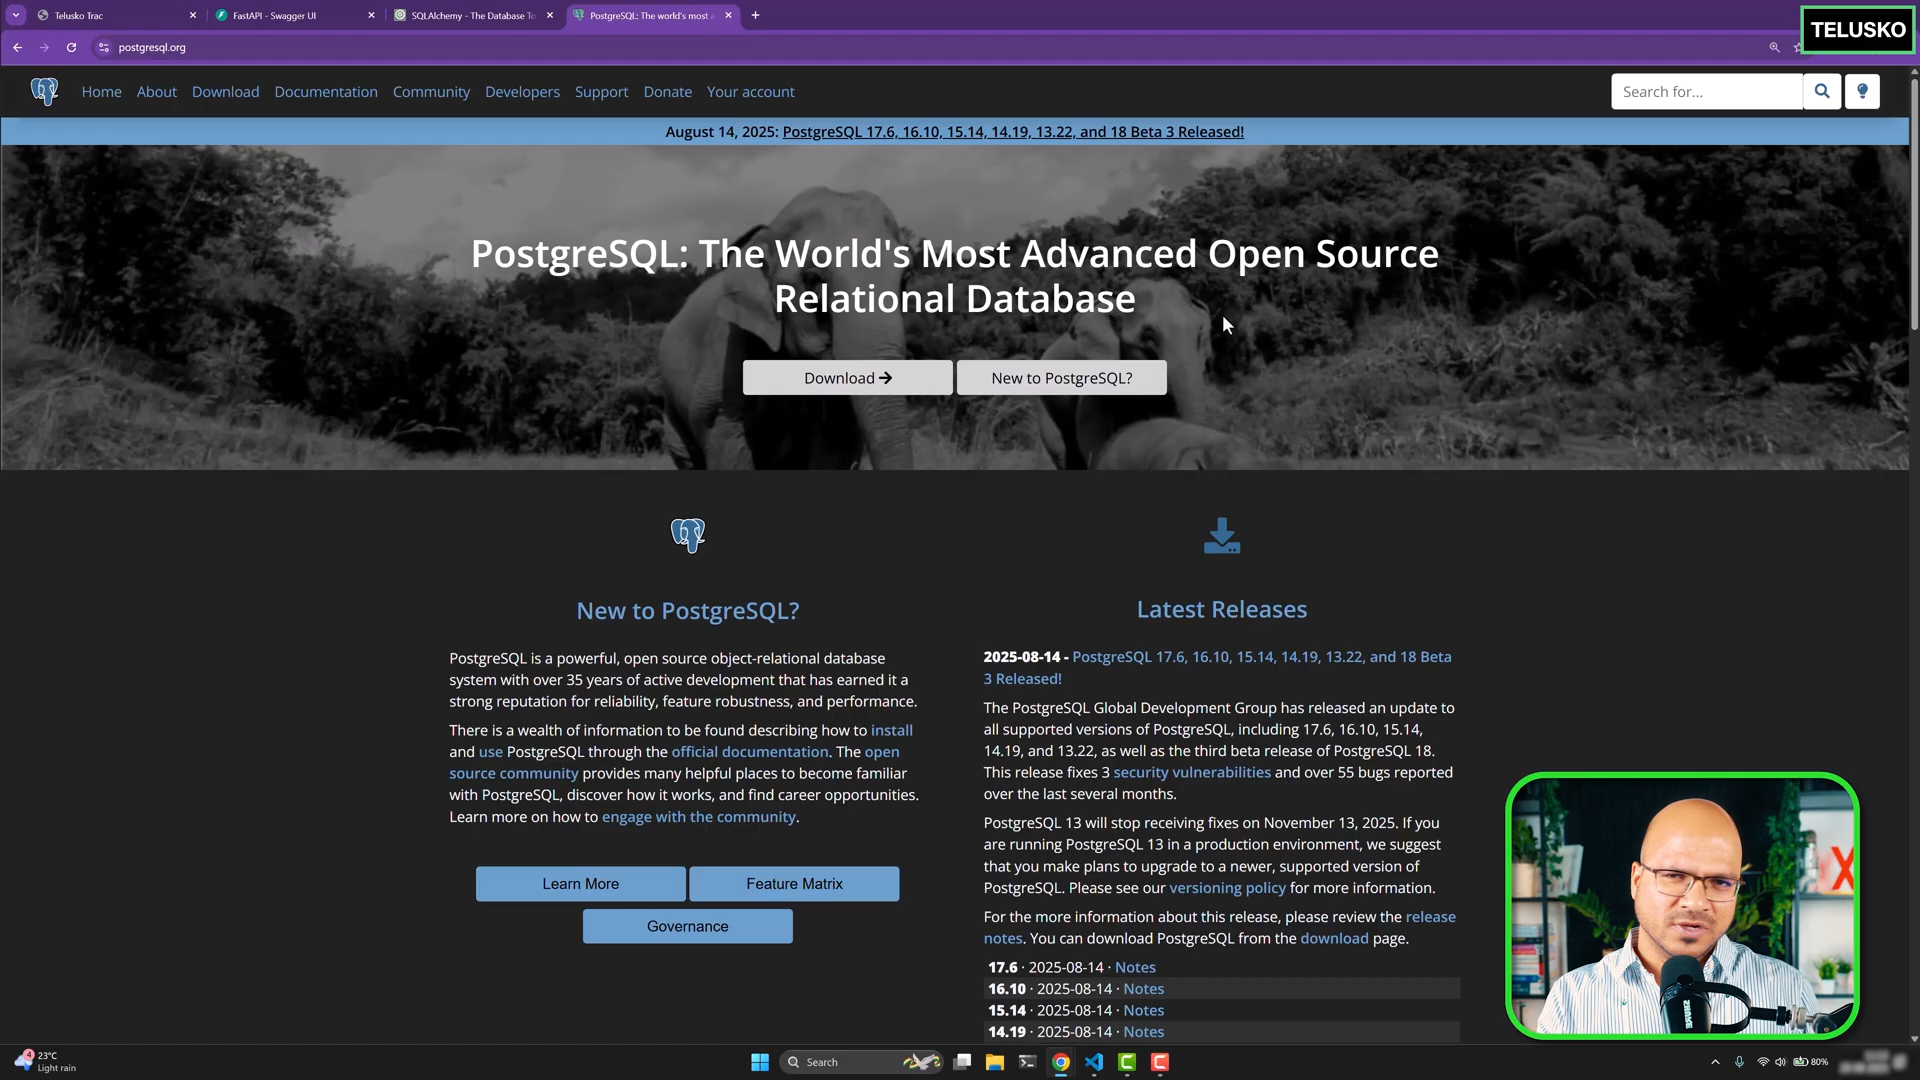 Telusko Trac
FastAPI - Swagger UI
SQLAlchemy - The Database To
PostgreSQL: The world's most a
TELUSKO
postgresql.org
Home About Download Documentation Community Developers Support Donate Your account
Search for...
August 14, 2025: PostgreSQL 17.6, 16.10, 15.14, 14.19, 13.22, and 18 Beta 3 Released!
PostgreSQL: The World's Most Advanced Open Source
Relational Database
Download
New to PostgreSQL?
New to PostgreSQL?
PostgreSQL is a powerful, open source object-relational database
system with over 35 years of active development that has earned it a
strong reputation for reliability, feature robustness, and performance.
There is a wealth of information to be found describing how to install
and use PostgreSQL through the official documentation. The open
source community provides many helpful places to become familiar
with PostgreSQL, discover how it works, and find career opportunities.
Learn more on how to engage with the community.
Learn More
Feature Matrix
Governance
Latest Releases
2025-08-14 - PostgreSQL 17.6, 16.10, 15.14, 14.19, 13.22, and 18 Beta
3 Released!
The PostgreSQL Global Development Group has released an update to
all supported versions of PostgreSQL, including 17.6, 16.10, 15.14,
14.19, and 13.22, as well as the third beta release of PostgreSQL 18.
This release fixes 3 security vulnerabilities and over 55 bugs reported
over the last several months.
PostgreSQL 13 will stop receiving fixes on November 13, 2025. If you
are running PostgreSQL 13 in a production environment, we suggest
that you make plans to upgrade to a newer, supported version of
PostgreSQL. Please see our versioning policy for more information.
For the more information about this release, please review the release
notes. You can download PostgreSQL from the download page.
17.6 · 2025-08-14 · Notes
16.10 · 2025-08-14 · Notes
15.14 · 2025-08-14 · Notes
14.19 · 2025-08-14 · Notes
4
23°C
Light rain
Search
80%